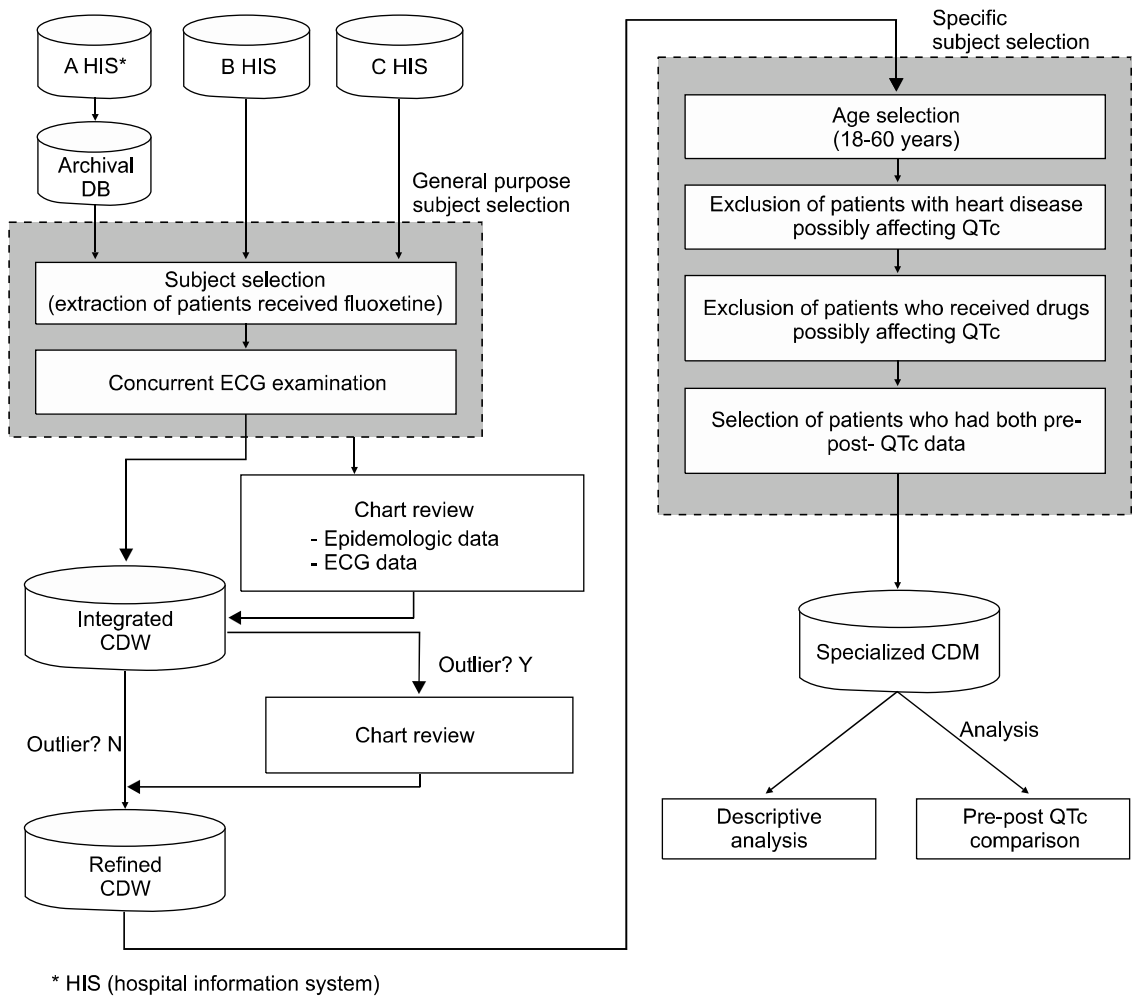 A HIS*
B HIS
C HIS
Archival
DB
General purpose
subject selection
Subject selection
(extraction of patients received fluoxetine)
Concurrent ECG examination
Chart review
- Epidemologic data
- ECG data
Integrated
CDW
Outlier? Y
Chart review
Outlier? N
Refined
CDW
Specific
subject selection
Age selection
(18-60 years)
Exclusion of patients with heart disease
possibly affecting QTc
Exclusion of patients who received drugs
possibly affecting QTc
Selection of patients who had both pre-
post- QTc data
Specialized CDM
Analysis
Descriptive
analysis
Pre-post QTc
comparison
* HIS (hospital information system)